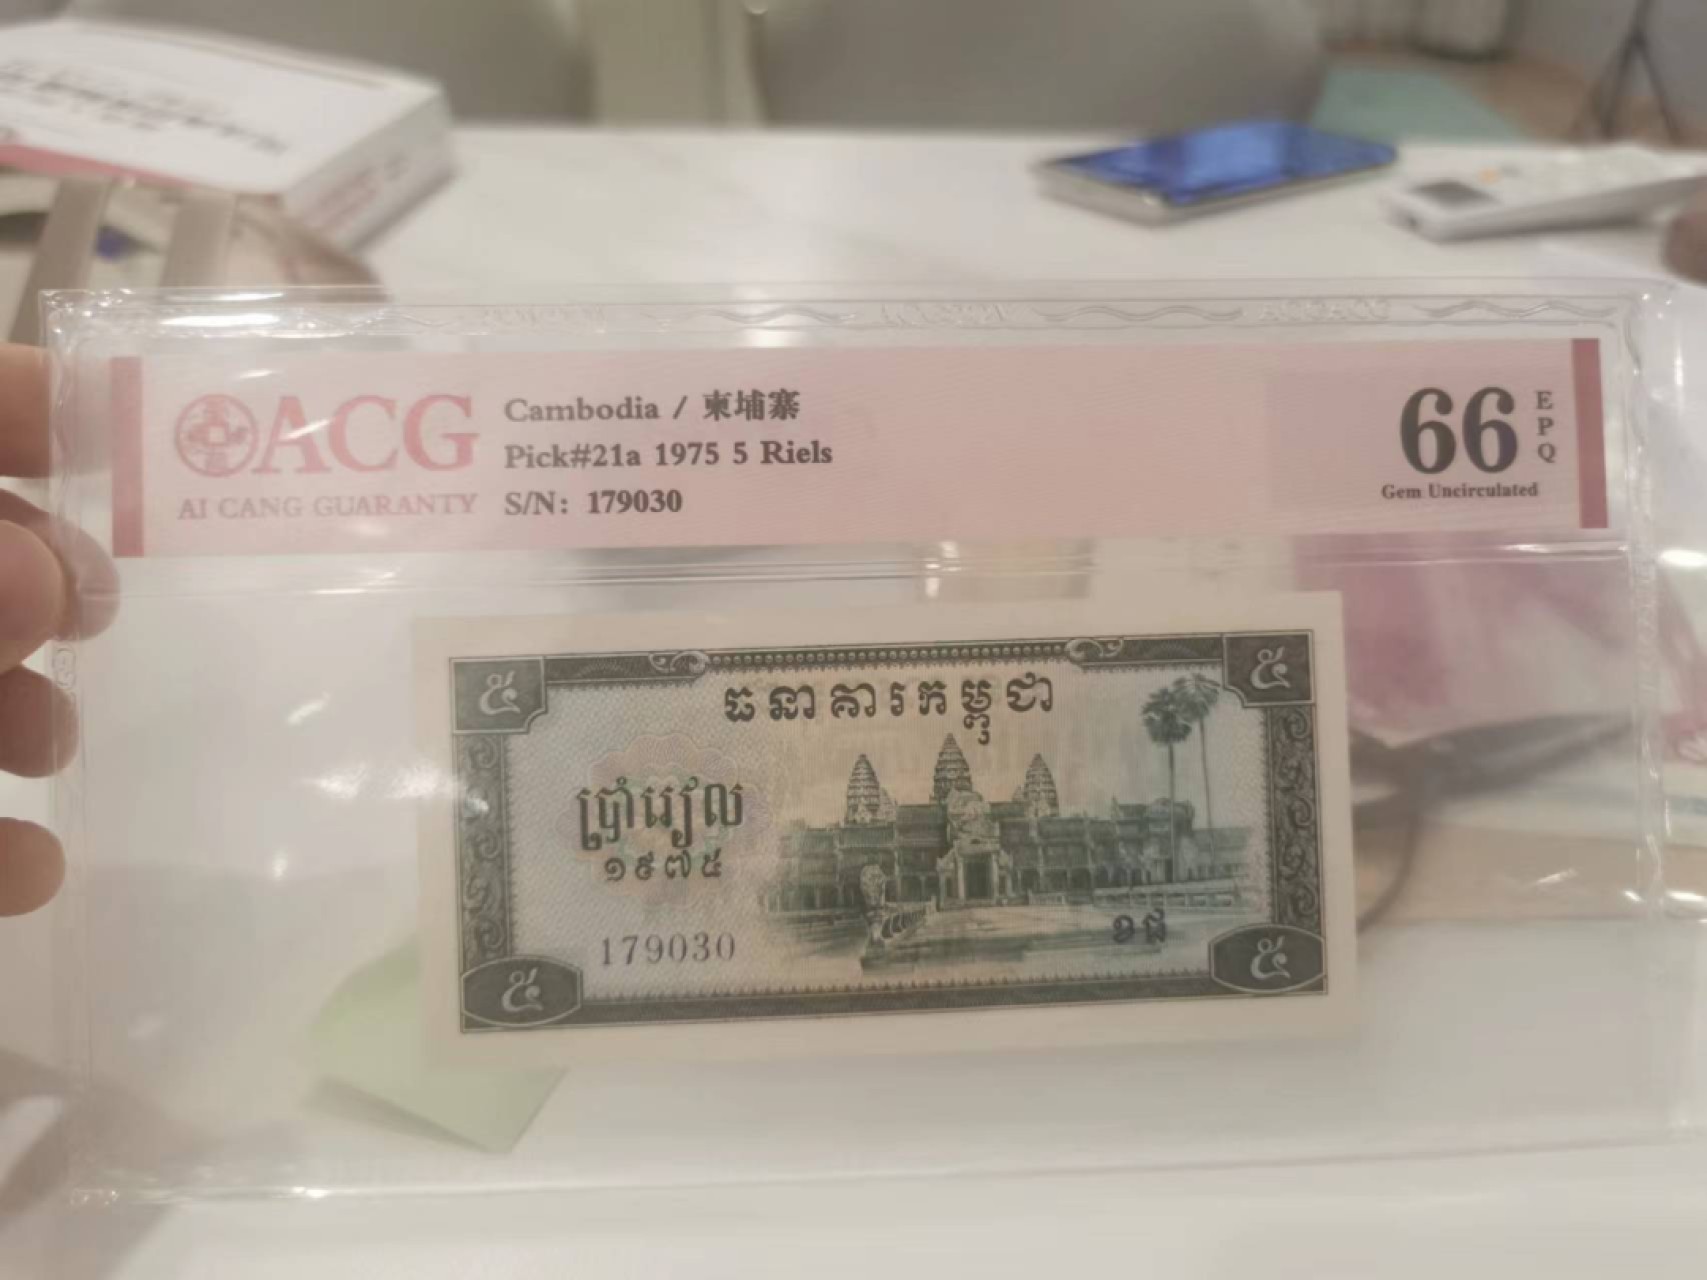 ACG
AI CANG GUARANTY
Cambodia / 柬埔寨
Pick#21a 1975 5 Riels
S/N: 179030
66
EPQ
Gem Uncirculated
៥
៥
ធនាគារកម្ពុជា
ប្រាំរៀល
១៩៧៥
179030
១ផ
៥
៥